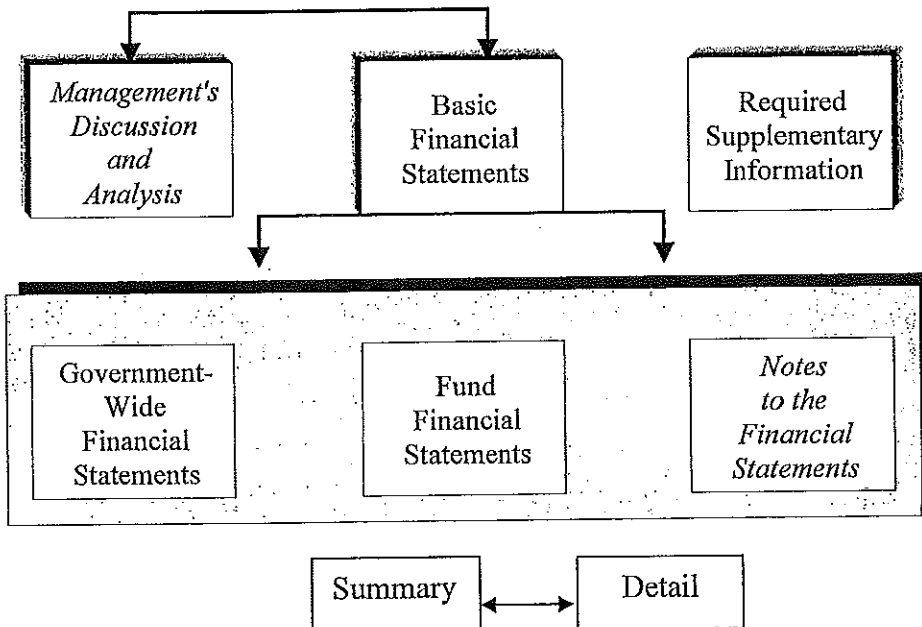 Management's
Discussion
and
Analysis
Basic
Financial
Statements
Required
Supplementary
Information
Government-
Wide
Financial
Statements
Fund
Financial
Statements
Notes
to the
Financial
Statements
Summary
Detail